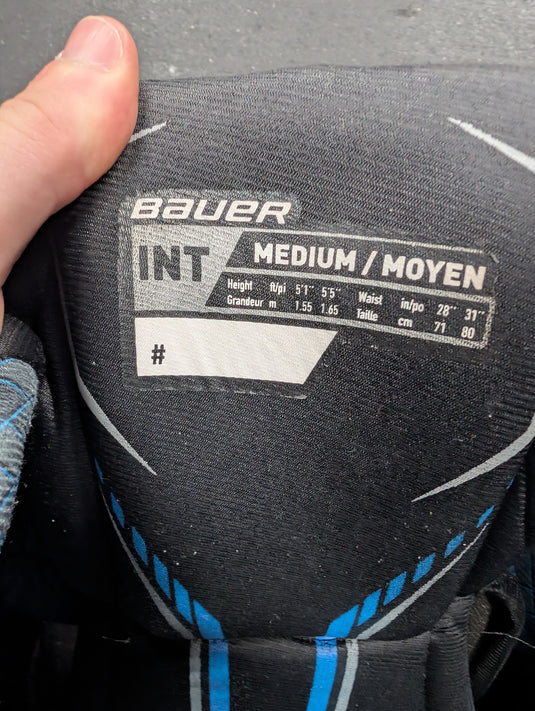 BAUER
INT
MEDIUM / MOYEN
Height ft/pi 5'1" 5'5" Waist in/po 28" 31"
Grandeur m 1.55 1.65 Taille cm 71 80
#